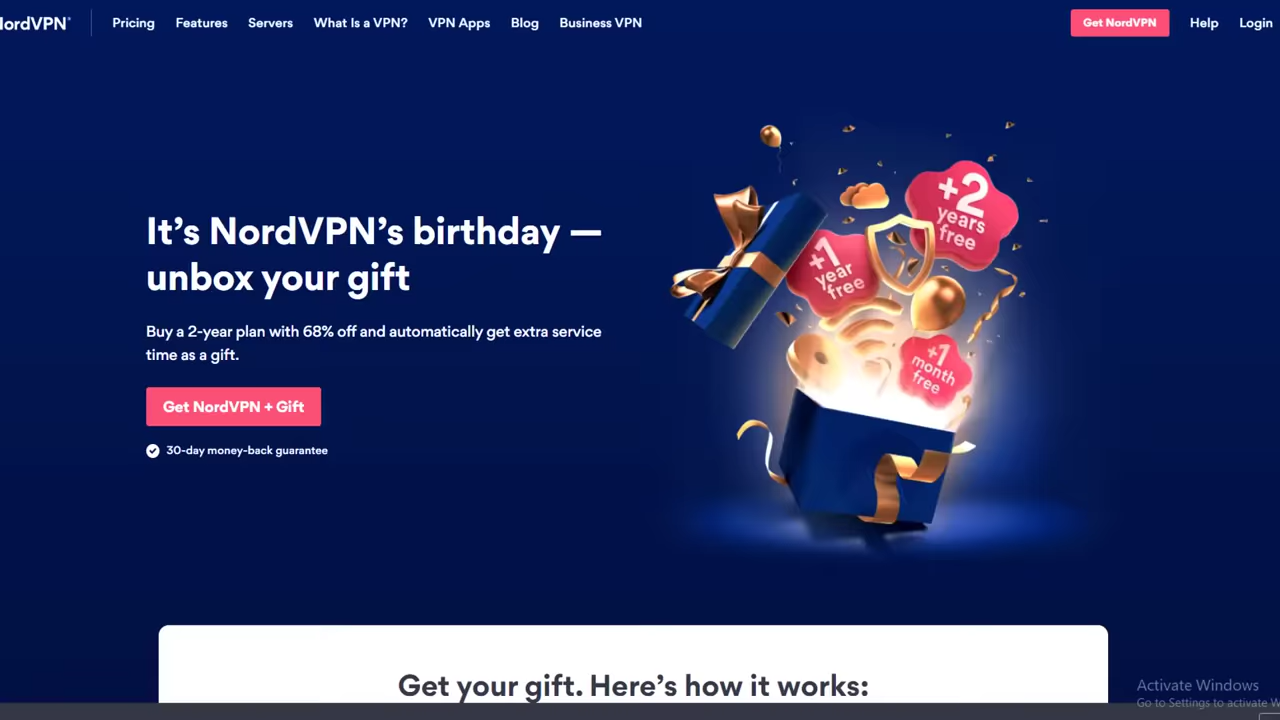 NordVPN®
Pricing
Features
Servers
What Is a VPN?
VPN Apps
Blog
Business VPN
Get NordVPN
Help
Login
It’s NordVPN’s birthday —
unbox your gift
Buy a 2-year plan with 68% off and automatically get extra service
time as a gift.
Get NordVPN + Gift
30-day money-back guarantee
+2
years
free
+1
year
free
+1
month
free
Get your gift. Here’s how it works:
Activate Windows
Go to Settings to activate W